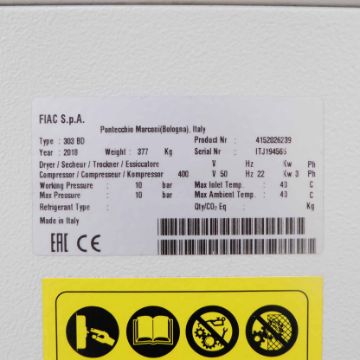 FIAC S.p.A.
Pontecchio Marconi(Bologna), Italy
Type : 303 BD Product Nr : 4152026239
Year : 2018 Weight : 377 Kg Serial Nr : ITJ194565
Dryer / Secheur / Trockner / Essiccatore V Hz Kw Ph
Compressor / Compresseur / Kompressor : 400 V 50 Hz 22 Kw 3 Ph
Working Pressure : 10 bar Max Inlet Temp. : 40 C
Max Pressure : 10 bar Max Ambient Temp. : 40 C
Refrigerant Type : Qty/CO2 Eq : Kg
Made in Italy
EAC CE